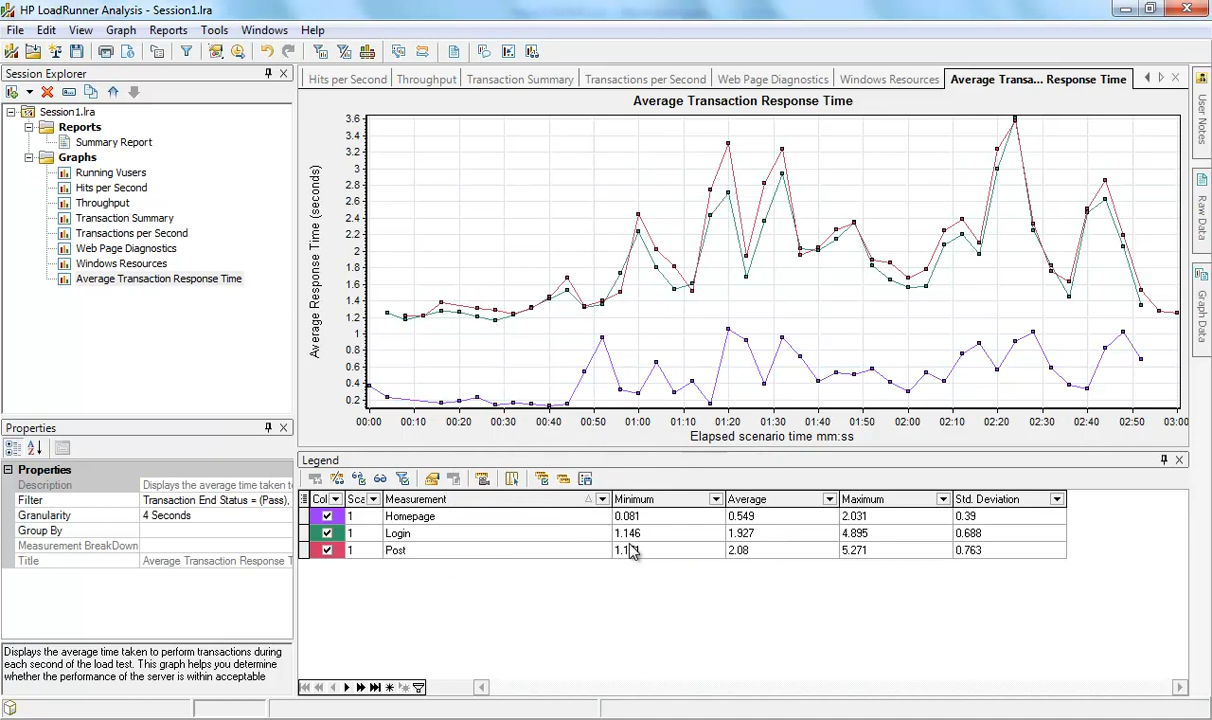 HP LoadRunner Analysis - Session1.lra
File Edit View Graph Reports Tools Windows Help
Session Explorer
Session1.lra
Reports
Summary Report
Graphs
Running Vusers
Hits per Second
Throughput
Transaction Summary
Transactions per Second
Web Page Diagnostics
Windows Resources
Average Transaction Response Time
Properties
Properties
Description Displays the average time taken
Filter Transaction End Status = (Pass),
Granularity 4 Seconds
Group By
Measurement BreakDown
Title Average Transaction Response T
Displays the average time taken to perform transactions during
each second of the load test. This graph helps you determine
whether the performance of the server is within acceptable
Hits per Second Throughput Transaction Summary Transactions per Second Web Page Diagnostics Windows Resources Average Transa... Response Time
Average Transaction Response Time
Average Response Time (seconds)
3.6
3.4
3.2
3
2.8
2.6
2.4
2.2
2
1.8
1.6
1.4
1.2
1
0.8
0.6
0.4
0.2
00:00 00:10 00:20 00:30 00:40 00:50 01:00 01:10 01:20 01:30 01:40 01:50 02:00 02:10 02:20 02:30 02:40 02:50 03:00
Elapsed scenario time mm:ss
Legend
Col Sca Measurement Minimum Average Maximum Std. Deviation
1 Homepage 0.081 0.549 2.031 0.39
1 Login 1.146 1.927 4.895 0.688
1 Post 2.08 5.271 0.763
User Notes
Raw Data
Graph Data